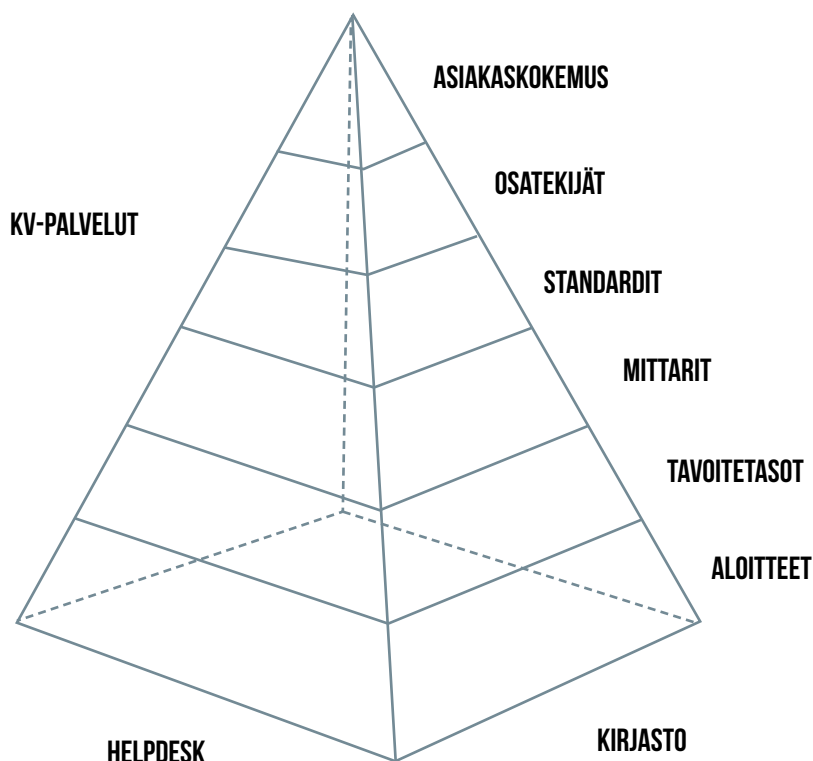 ASIAKASKOKEMUS
OSATEKIJÄT
KV-PALVELUT
STANDARDIT
MITTARIT
TAVOITETASOT
ALOITTEET
KIRJASTO
HELPDESK